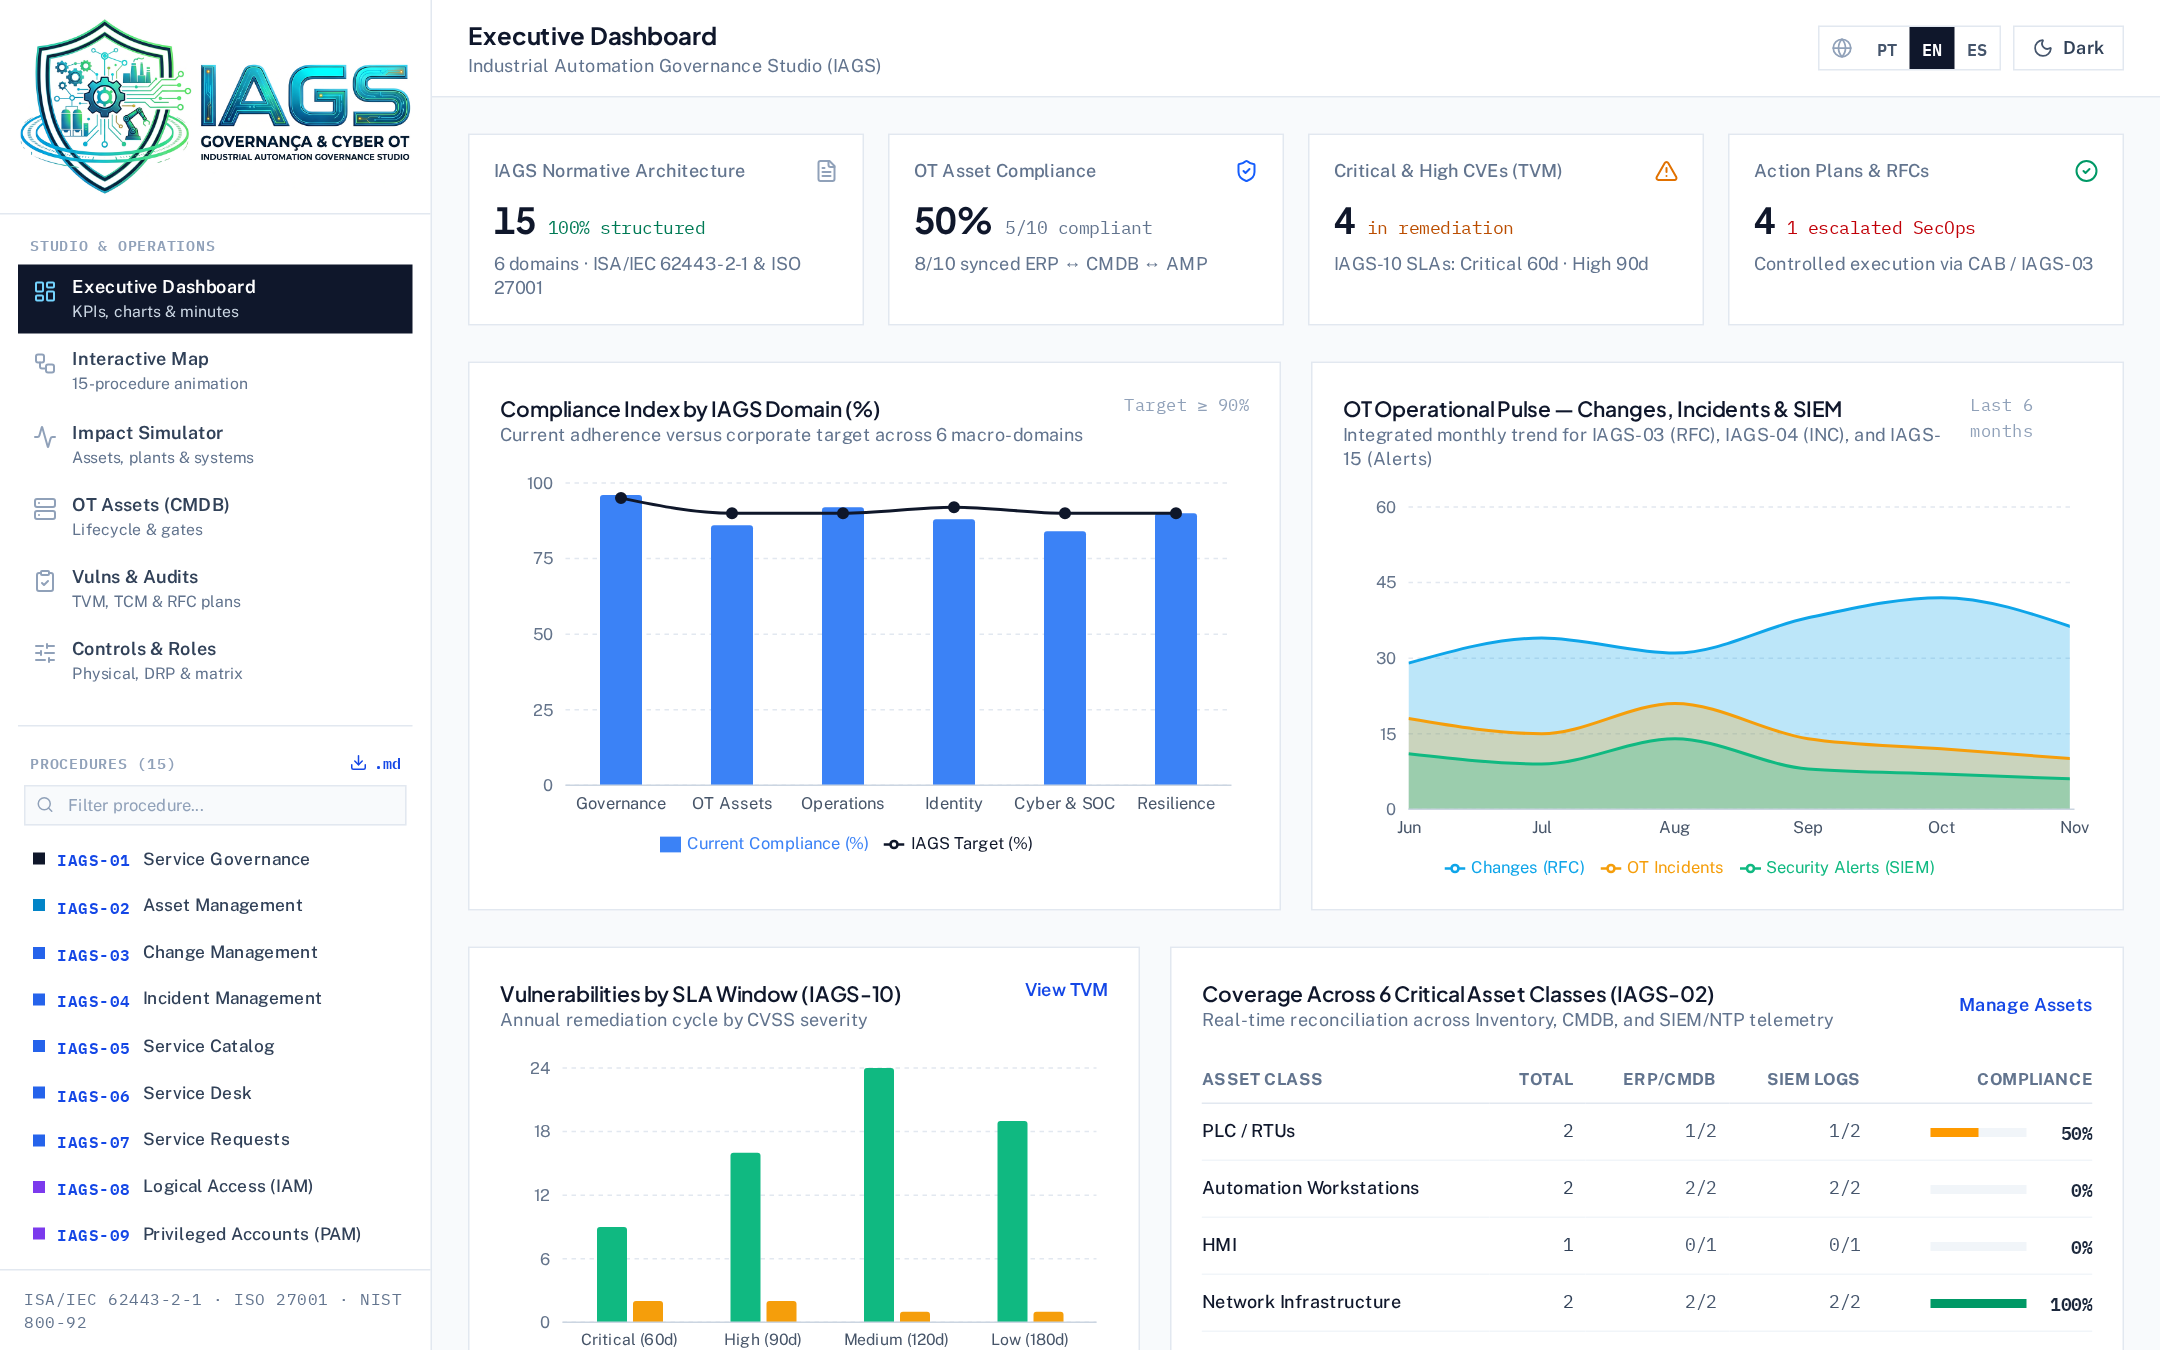 IAGS
GOVERNANÇA & CYBER OT
INDUSTRIAL AUTOMATION GOVERNANCE STUDIO
STUDIO & OPERATIONS
Executive Dashboard
KPIs, charts & minutes
Interactive Map
15-procedure animation
Impact Simulator
Assets, plants & systems
OT Assets (CMDB)
Lifecycle & gates
Vulns & Audits
TVM, TCM & RFC plans
Controls & Roles
Physical, DRP & matrix
PROCEDURES (15) .md
Filter procedure...
IAGS-01 Service Governance
IAGS-02 Asset Management
IAGS-03 Change Management
IAGS-04 Incident Management
IAGS-05 Service Catalog
IAGS-06 Service Desk
IAGS-07 Service Requests
IAGS-08 Logical Access (IAM)
IAGS-09 Privileged Accounts (PAM)
ISA/IEC 62443-2-1 · ISO 27001 · NIST
800-92
Executive Dashboard
Industrial Automation Governance Studio (IAGS)
PT EN ES Dark
IAGS Normative Architecture
15 100% structured
6 domains · ISA/IEC 62443-2-1 & ISO
27001
OT Asset Compliance
50% 5/10 compliant
8/10 synced ERP ↔ CMDB ↔ AMP
Critical & High CVEs (TVM)
4 in remediation
IAGS-10 SLAs: Critical 60d · High 90d
Action Plans & RFCs
4 1 escalated SecOps
Controlled execution via CAB / IAGS-03
Compliance Index by IAGS Domain (%)
Target ≥ 90%
Current adherence versus corporate target across 6 macro-domains
100
75
50
25
0
Governance OT Assets Operations Identity Cyber & SOC Resilience
Current Compliance (%) IAGS Target (%)
OT Operational Pulse — Changes, Incidents & SIEM
Last 6
months
Integrated monthly trend for IAGS-03 (RFC), IAGS-04 (INC), and IAGS-
15 (Alerts)
60
45
30
15
0
Jun Jul Aug Sep Oct Nov
Changes (RFC) OT Incidents Security Alerts (SIEM)
Vulnerabilities by SLA Window (IAGS-10)
View TVM
Annual remediation cycle by CVSS severity
24
18
12
6
0
Critical (60d) High (90d) Medium (120d) Low (180d)
Coverage Across 6 Critical Asset Classes (IAGS-02)
Manage Assets
Real-time reconciliation across Inventory, CMDB, and SIEM/NTP telemetry
ASSET CLASS TOTAL ERP/CMDB SIEM LOGS COMPLIANCE
PLC / RTUs 2 1/2 1/2 50%
Automation Workstations 2 2/2 2/2 0%
HMI 1 0/1 0/1 0%
Network Infrastructure 2 2/2 2/2 100%